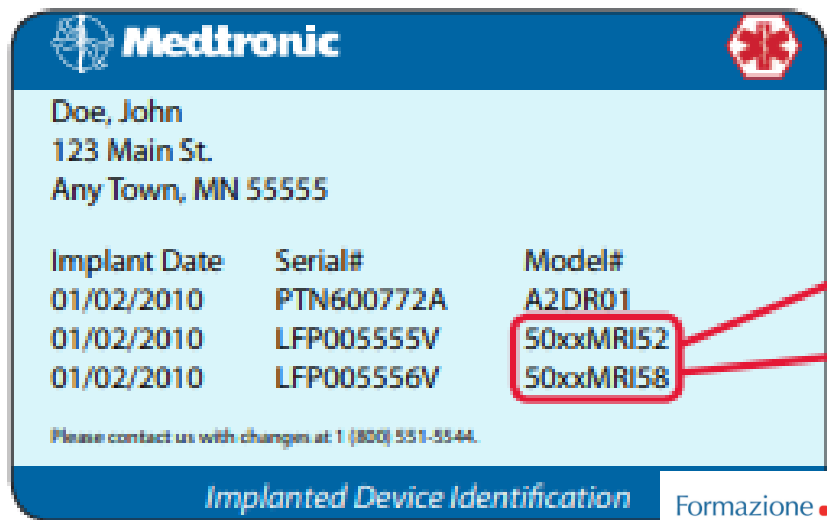 Medtronic
Doe, John
123 Main St.
Any Town, MN 55555
Implant Date Serial# Model#
01/02/2010 PTN600772A A2DR01
01/02/2010 LFP005555V 50xxMRI52
01/02/2010 LFP005556V 50xxMRI58
Please contact us with changes at 1 (800) 551-5544.
Implanted Device Identification
Formazione